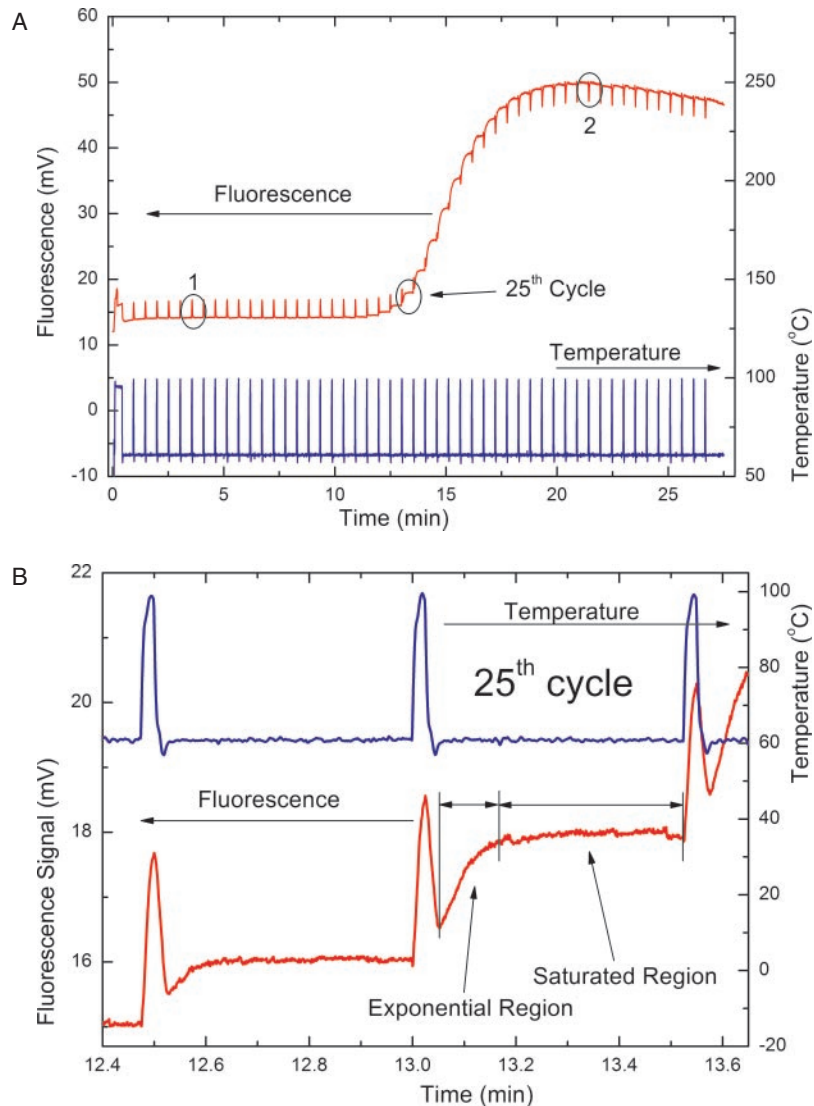 A
60
50
40
30
20
10
0
-10
Fluorescence (mV)
250
200
150
100
50
Temperature (°C)
1
2
Fluorescence
25th Cycle
Temperature
0
5
10
15
20
25
Time (min)
B
22
20
18
16
Fluorescence Signal (mV)
100
80
60
40
20
0
-20
Temperature (°C)
Temperature
25th cycle
Fluorescence
Saturated Region
Exponential Region
12.4
12.6
12.8
13.0
13.2
13.4
13.6
Time (min)